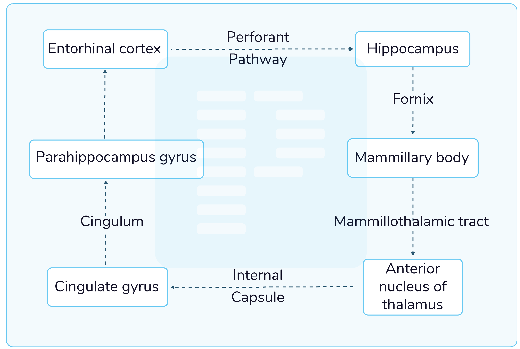 Entorhinal cortex
Perforant
Pathway
Hippocampus
Fornix
Parahippocampus gyrus
Mammillary body
Cingulum
Mammillothalamic tract
Cingulate gyrus
Internal
Capsule
Anterior
nucleus of
thalamus